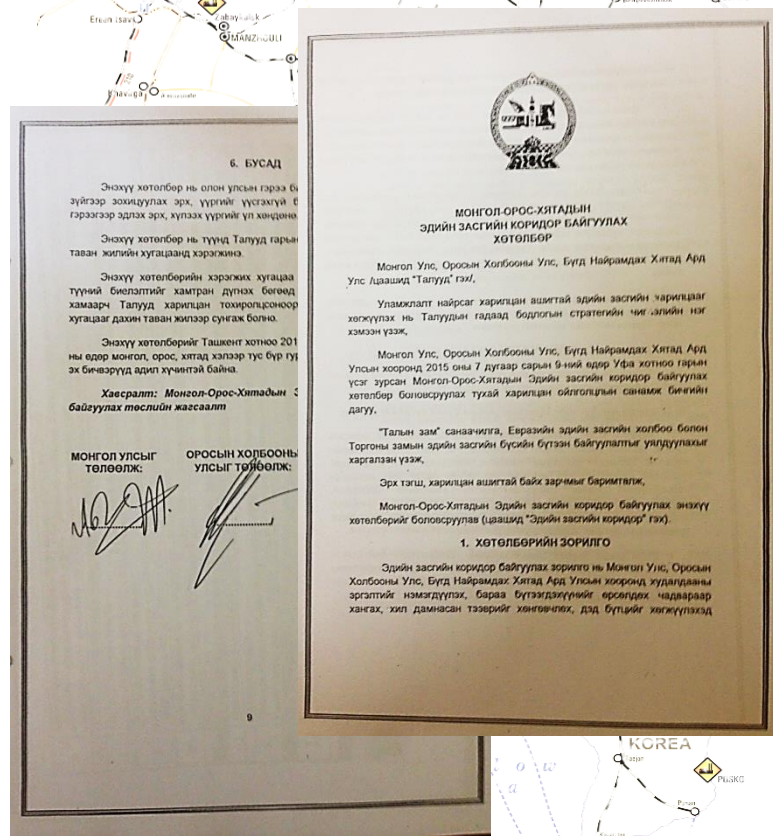 MANZHOULI
6. БУСАД
Энэхүү хөтөлбөр нь олон улсын гэрээ
зүйгээр зохицуулах эрх, үүргийг үүсгэхгүй
гэрээгээр эдлэх эрх, хүлээх үүргийг үл хөндөнө
Энэхүү хөтөлбөр нь түүнд Талууд гарын
таван жилийн хугацаанд хэрэгжинэ.
Энэхүү хөтөлбөрийн хэрэгжих хугацаа
түүний биелэлтийг хамтран дүгнэх бөгөөд
хамаарч Талууд харилцан тохиролцсоноор
хугацааг дахин таван жилээр сунгаж болно.
Энэхүү хөтөлбөрийг Ташкент хотноо 201
ны өдөр монгол, орос, хятад хэлээр тус бүр
эх бичвэрүүд адил хүчинтэй байна.
Хавсралт: Монгол-Орос-Хятадын
байгуулах төслийн жагсаалт
МОНГОЛ УЛСЫГ
ТӨЛӨӨЛЖ:
ОРОСЫН ХОЛБООНЫ
УЛСЫГ ТӨЛӨӨЛЖ:
9
МОНГОЛ-ОРОС-ХЯТАДЫН
ЭДИЙН ЗАСГИЙН КОРИДОР БАЙГУУЛАХ
ХӨТӨЛБӨР
Монгол Улс, Оросын Холбооны Улс, Бүгд Найрамдах Хятад Ард
Улс /цаашид "Талууд" гэх/,
Уламжлалт найрсаг харилцан ашигтай эдийн засгийн харилцааг
хөгжүүлэх нь Талуудын гадаад бодлогын стратегийн чиглэлийн нэг
хэмээн үзэж,
Монгол Улс, Оросын Холбооны Улс, Бүгд Найрамдах Хятад Ард
Улсын хооронд 2015 оны 7 дугаар сарын 9-ний өдөр Уфа хотноо гарын
үсэг зурсан Монгол-Орос-Хятадын Эдийн засгийн коридор байгуулах
хөтөлбөр боловсруулах тухай харилцан ойлголцлын санамж бичгийн
дагуу,
"Талын зам" санаачилга, Евразийн эдийн засгийн холбоо болон
Торгоны замын эдийн засгийн бүсийн бүтээн байгуулалтыг уялдуулахыг
харгалзан үзэж,
Эрх тэгш, харилцан ашигтай байх зарчмыг баримталж,
Монгол-Орос-Хятадын Эдийн засгийн коридор байгуулах энэхүү
хөтөлбөрийг боловсруулав (цаашид "Эдийн засгийн коридор" гэх).
1. ХӨТӨЛБӨРИЙН ЗОРИЛГО
Эдийн засгийн коридор байгуулах зорилго нь Монгол Улс, Оросын
Холбооны Улс, Бүгд Найрамдах Хятад Ард Улсын хооронд худалдааны
эргэлтийг нэмэгдүүлэх, бараа бүтээгдэхүүнийг өрсөлдөх чадвараар
хангах, хил дамнасан тээврийг хөнгөвчлөх, дэд бүтцийг хөгжүүлэхэд
KOREA